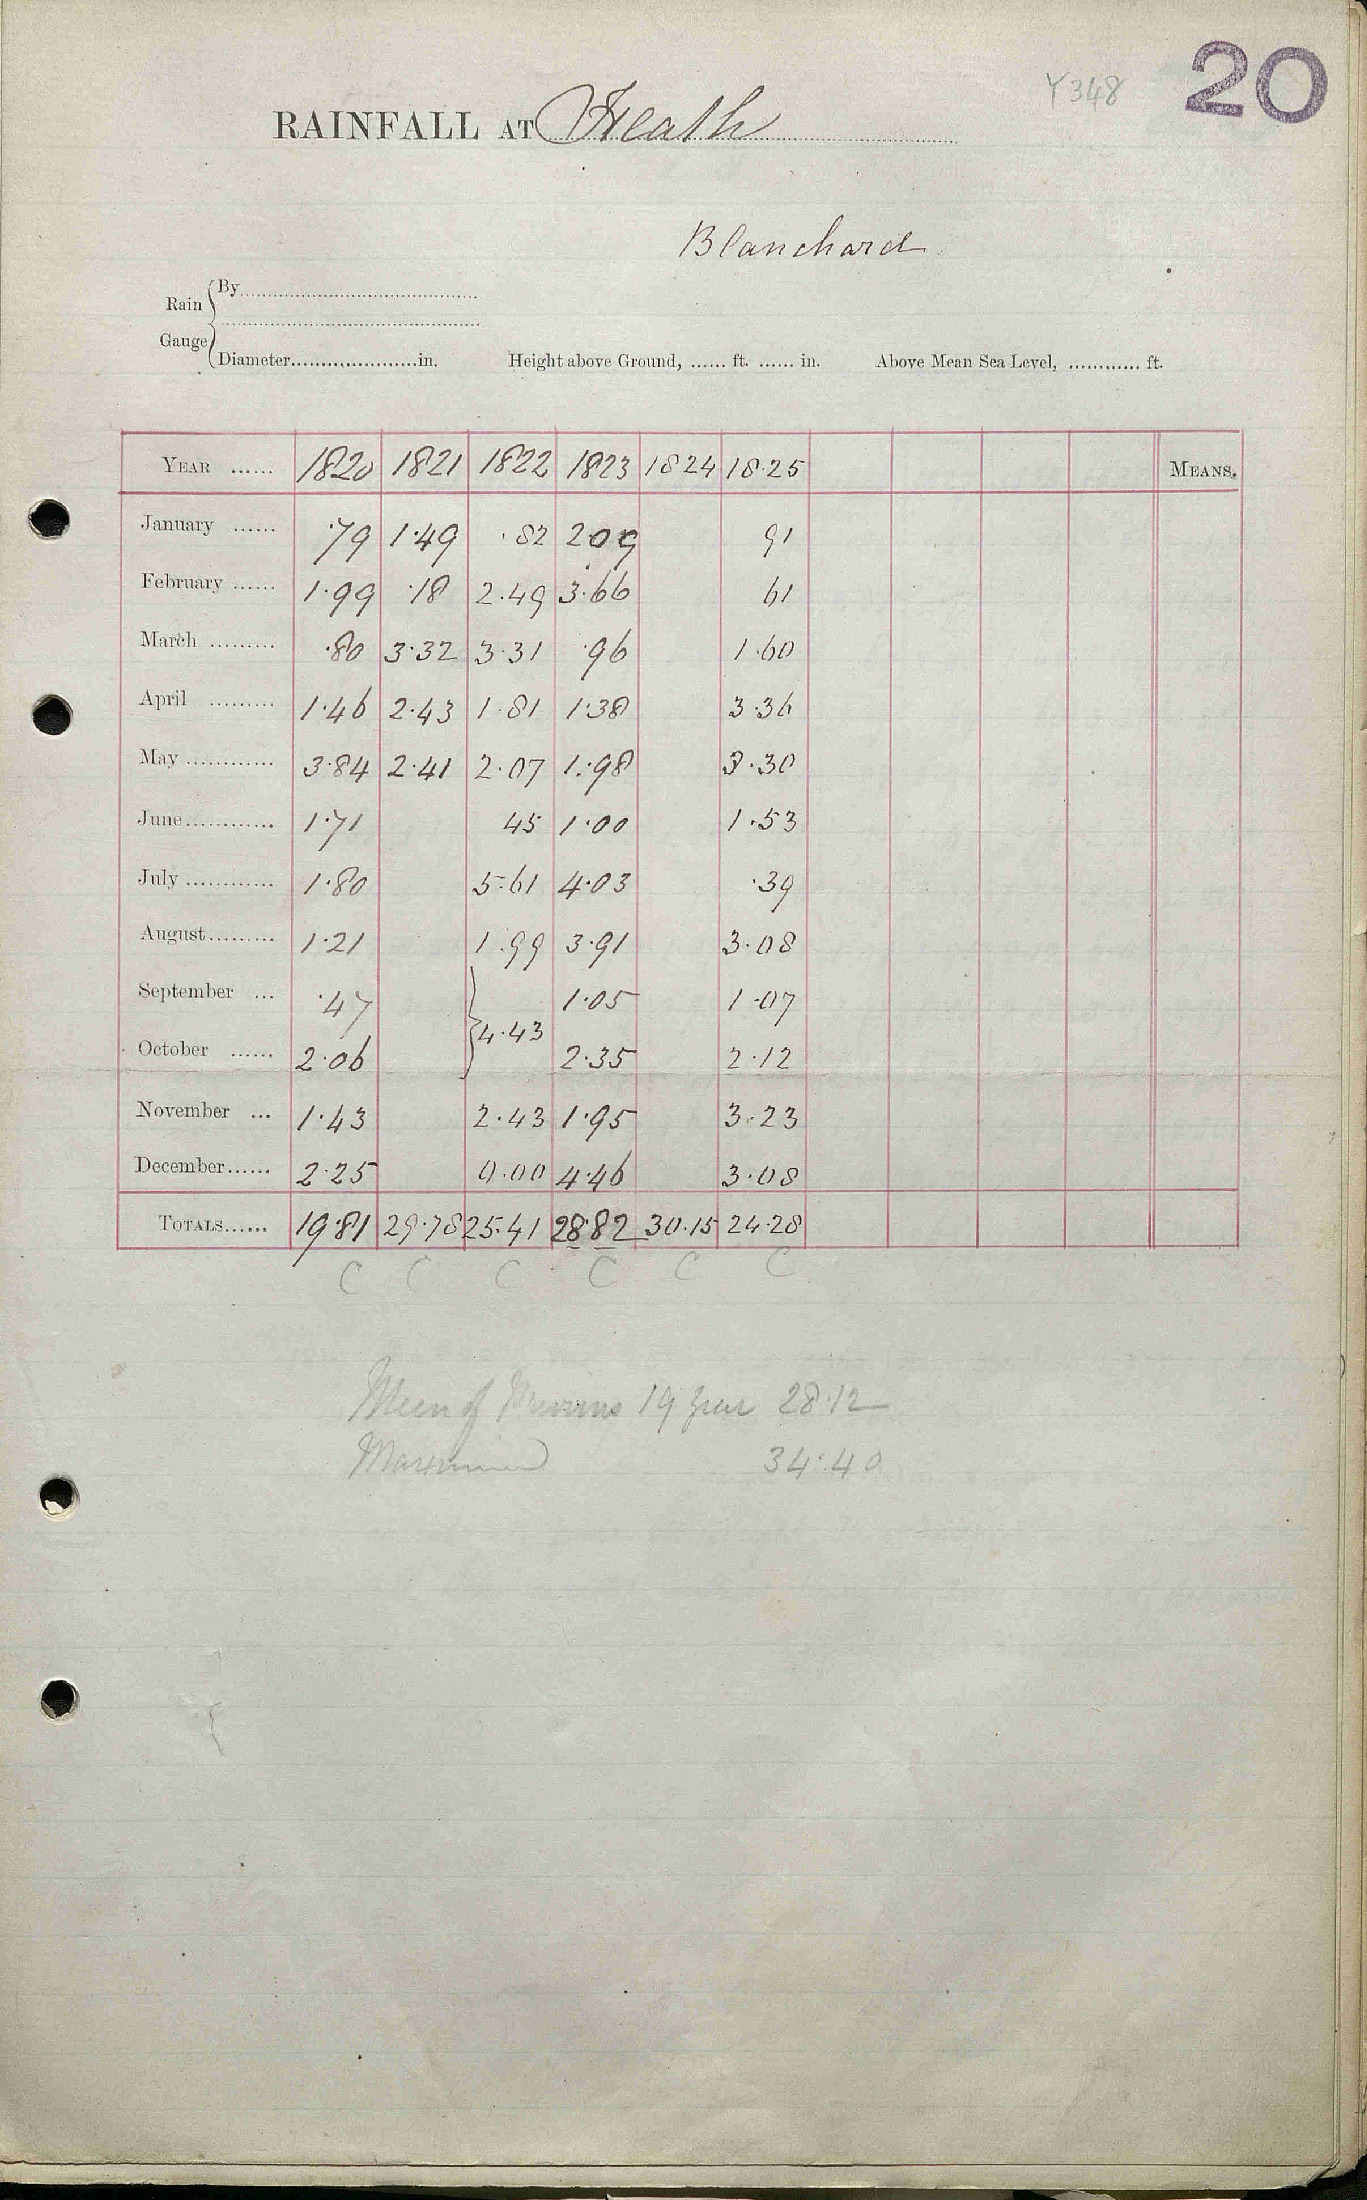 Y348
20
RAINFALL AT Heath
Blanchard
Rain Gauge
By
Diameter in. Height above Ground, ft. in. Above Mean Sea Level, ft.
YEAR 1820 1821 1822 1823 1824 18.25 MEANS.
January .79 1.49 .82 2.09 91
February 1.99 .18 2.49 3.66 61
March .80 3.32 3.31 .96 1.60
April 1.46 2.43 1.81 1.38 3.36
May 3.84 2.41 2.07 1.98 3.30
June 1.71 45 1.00 1.53
July 1.80 5.61 4.03 .39
August 1.21 1.99 3.91 3.08
September .47 1.05 1.07
4.43
October 2.06 2.35 2.12
November 1.43 2.43 1.95 3.23
December 2.25 0.00 4.46 3.08
TOTALS 19.81 29.78 25.41 28.82 30.15 24.28
C C C C C C
Mean of Previous 19 year 28.12
Maximum 34.40